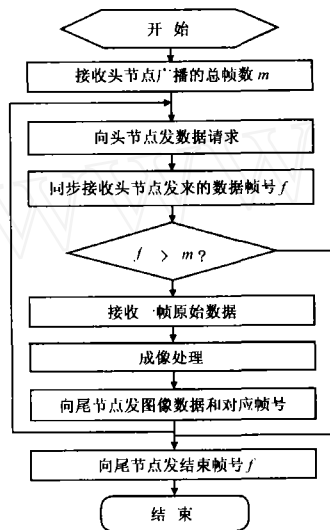 开 始
接收头节点广播的总帧数 m
向头节点发数据请求
同步接收头节点发来的数据帧号 f
f > m?
接收一帧原始数据
成像处理
向尾节点发图像数据和对应帧号
向尾节点发结束帧号 f
结 束